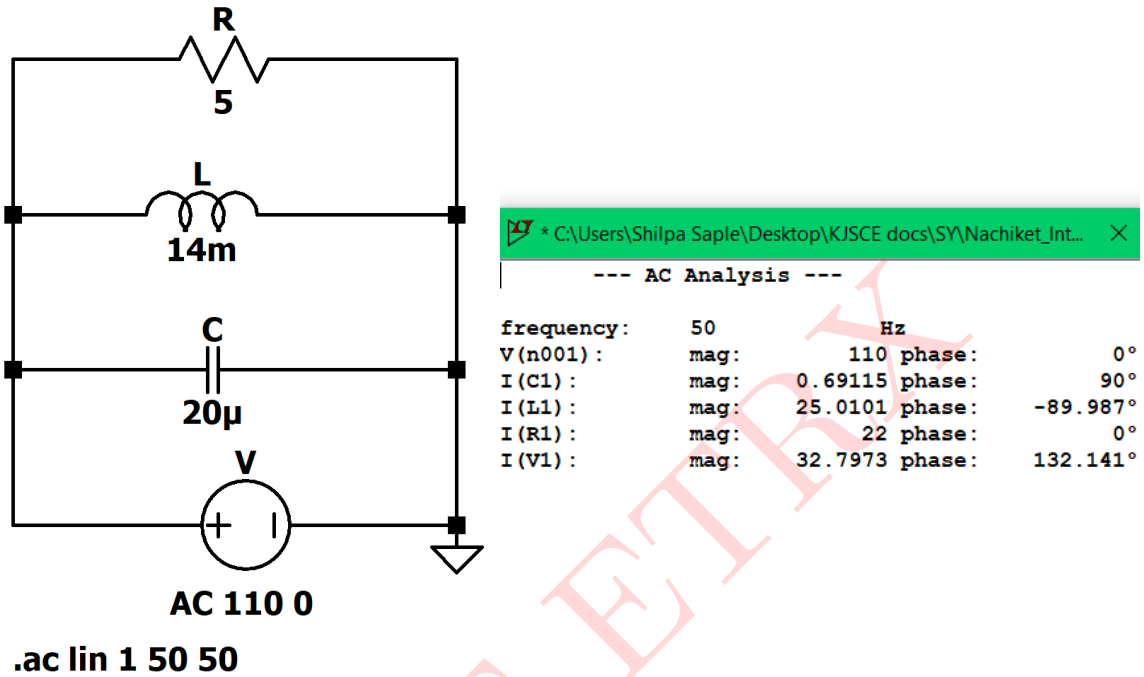 R
5
L
14m
C
20µ
V
AC 110 0
.ac lin 1 50 50
* C:\Users\Shilpa Saple\Desktop\KJSCE docs\SY\Nachiket_Int...
--- AC Analysis ---
frequency: 50 Hz
V(n001): mag: 110 phase: 0°
I(C1): mag: 0.69115 phase: 90°
I(L1): mag: 25.0101 phase: -89.987°
I(R1): mag: 22 phase: 0°
I(V1): mag: 32.7973 phase: 132.141°
ETRX